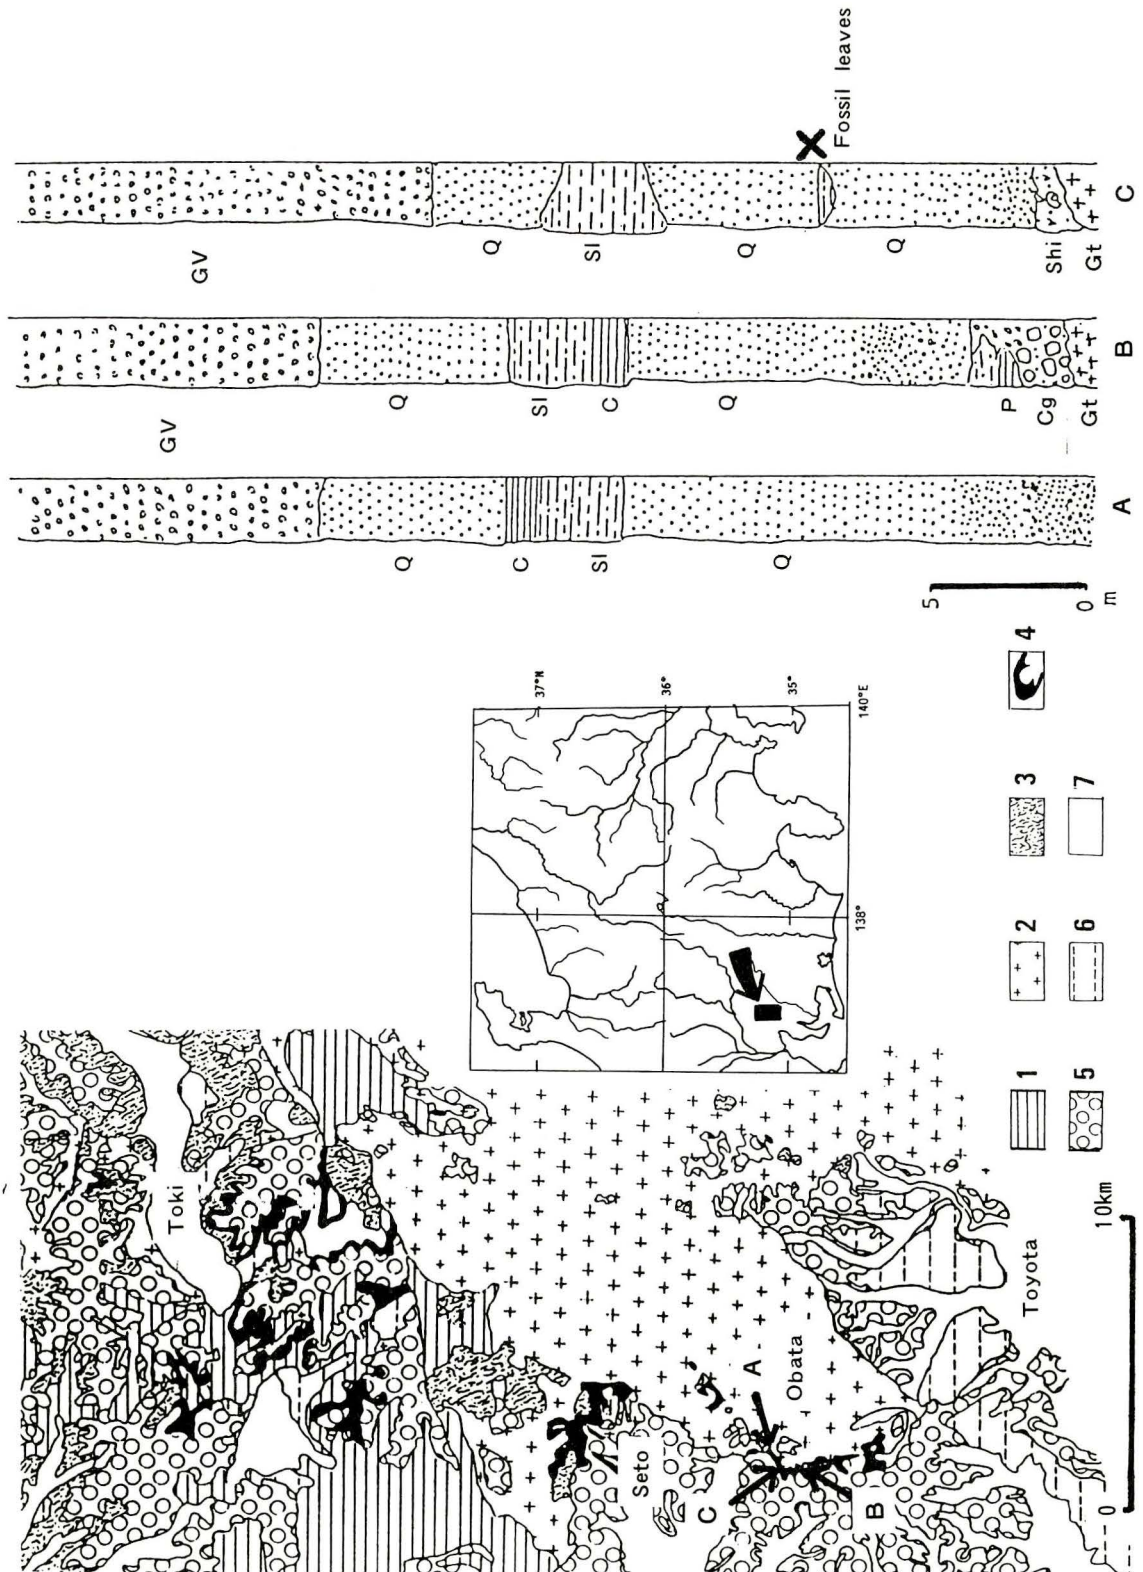 Toki
Seto
Obata
Toyota
A
B
C
0 10km
37°N
36°
35°
138°
140°E
1 2 3 4
5 6 7
5
0
m
GV
Q
C
Sl
Q
A
GV
Q
Sl
C
Q
P
Cg
Gt
B
Q
Sl
Q
Q
Shi
Gt
C
Fossil leaves